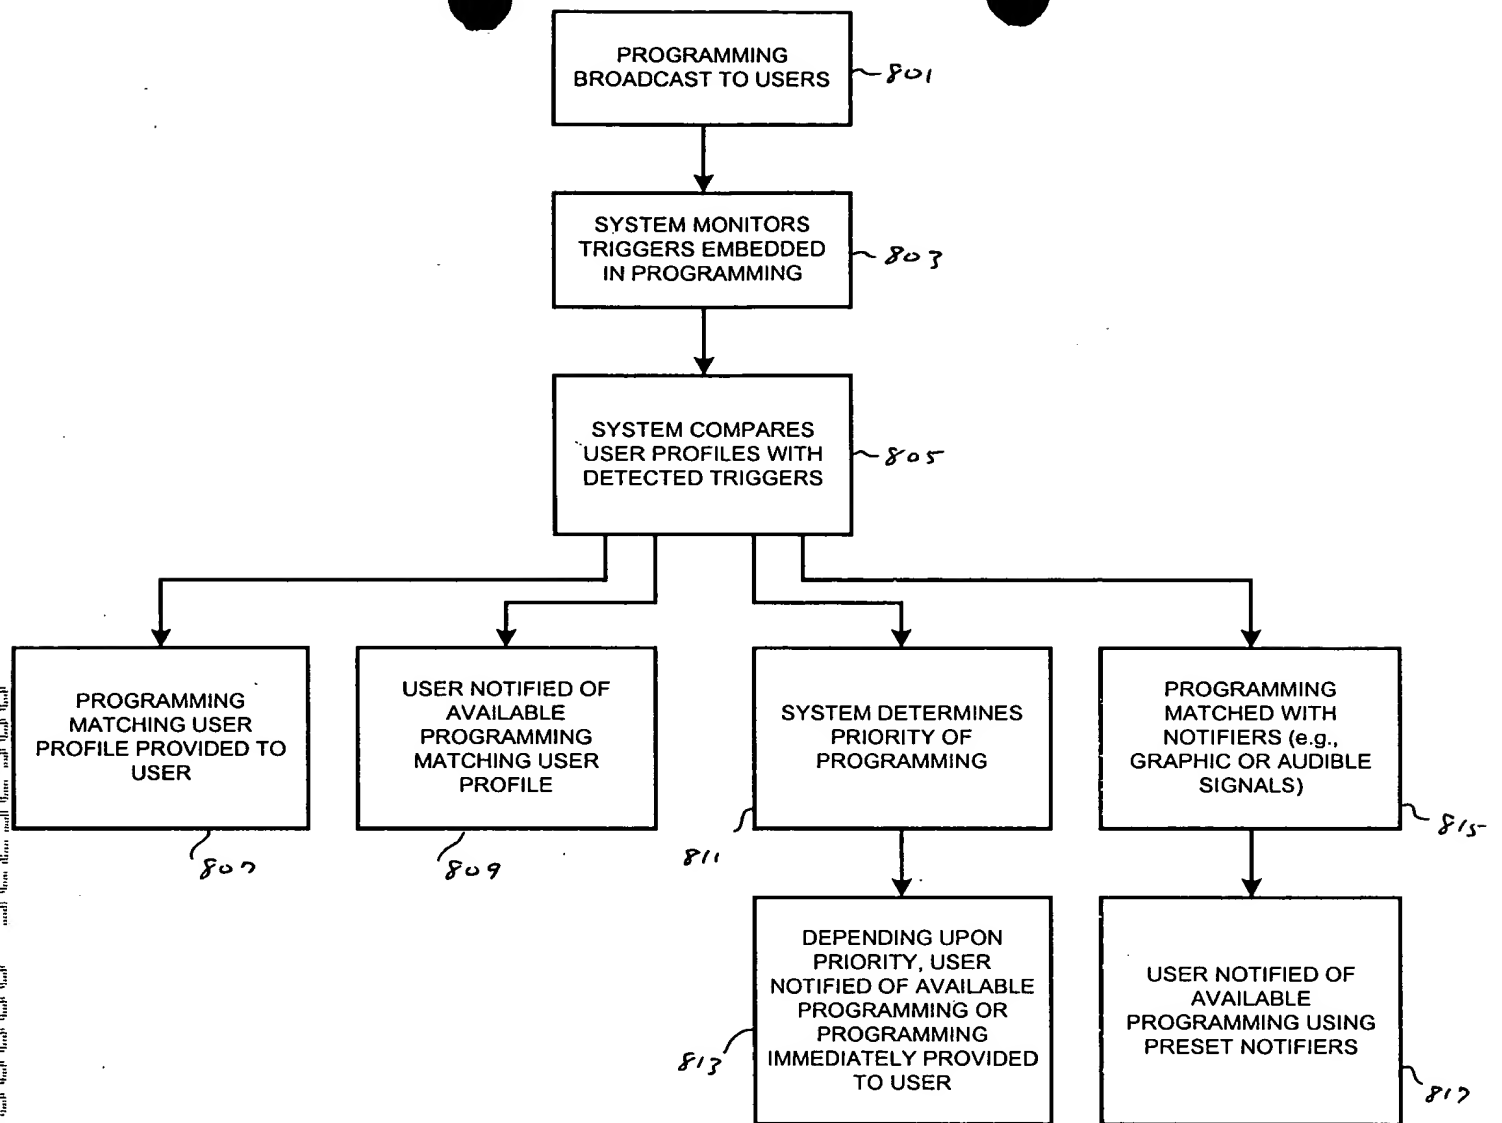 PROGRAMMING
BROADCAST TO USERS
801
SYSTEM MONITORS
TRIGGERS EMBEDDED
IN PROGRAMMING
803
SYSTEM COMPARES
USER PROFILES WITH
DETECTED TRIGGERS
805
PROGRAMMING
MATCHING USER
PROFILE PROVIDED TO
USER
807
USER NOTIFIED OF
AVAILABLE
PROGRAMMING
MATCHING USER
PROFILE
809
SYSTEM DETERMINES
PRIORITY OF
PROGRAMMING
811
PROGRAMMING
MATCHED WITH
NOTIFIERS (e.g.,
GRAPHIC OR AUDIBLE
SIGNALS)
815
DEPENDING UPON
PRIORITY, USER
NOTIFIED OF AVAILABLE
PROGRAMMING OR
PROGRAMMING
IMMEDIATELY PROVIDED
TO USER
813
USER NOTIFIED OF
AVAILABLE
PROGRAMMING USING
PRESET NOTIFIERS
817